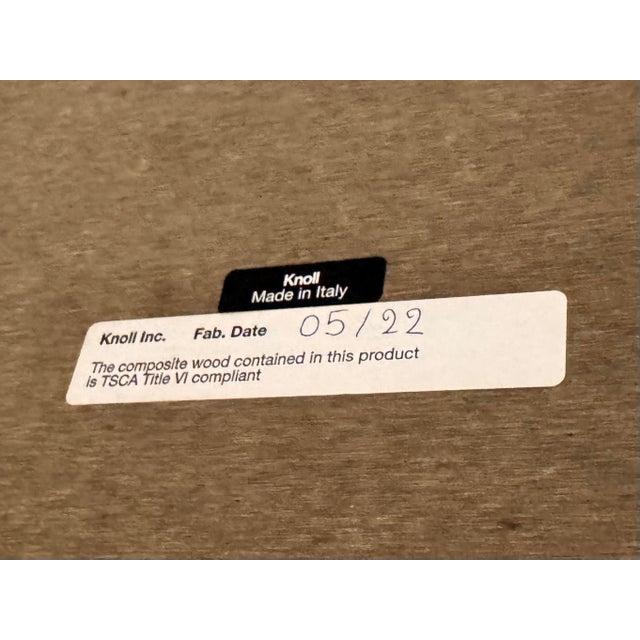 Knoll
Made in Italy
Knoll Inc. Fab. Date 05/22
The composite wood contained in this product
is TSCA Title VI compliant